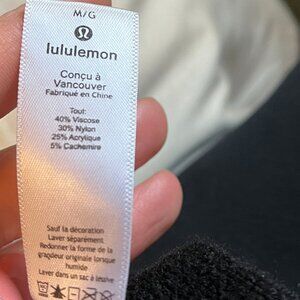 M/G
lululemon
Conçu à
Vancouver
Fabriqué en Chine
Tout:
40% Viscose
30% Nylon
25% Acrylique
5% Cachemire
Sauf la décoration
Laver séparément
Redonner la forme de la
grandeur originale lorsque
humide
Laver dans un sac à lessive